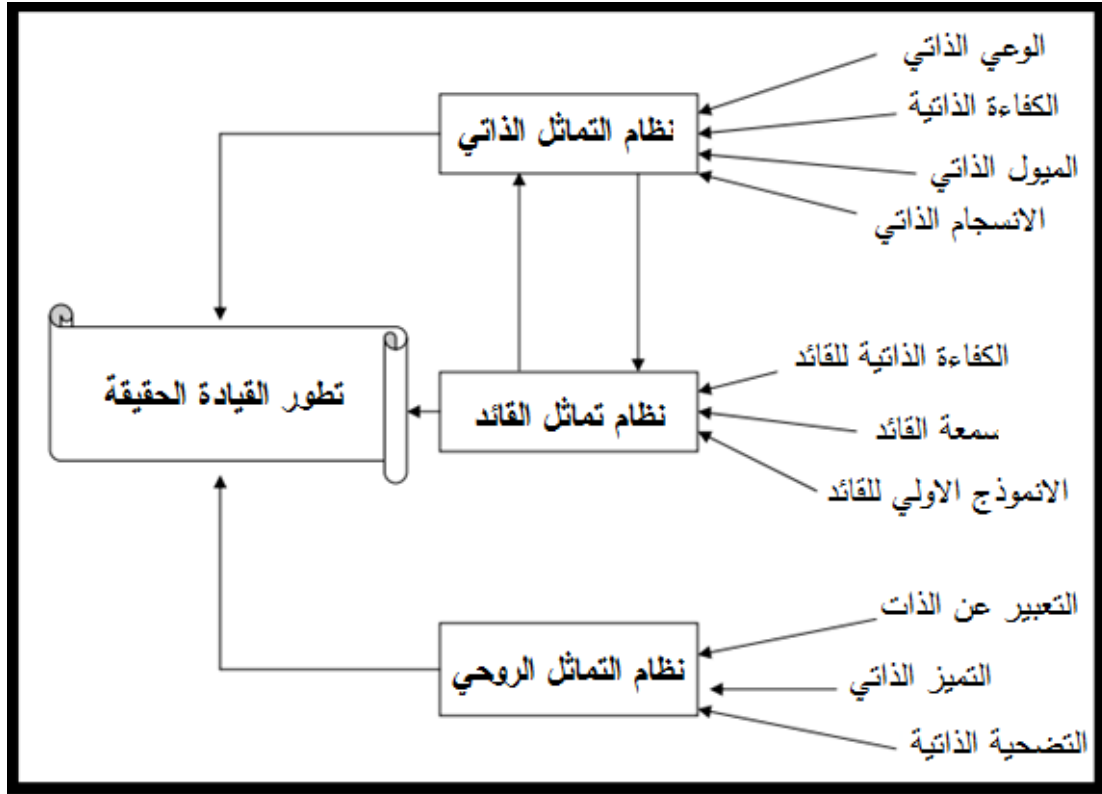 الوعي الذاتي
الكفاءة الذاتية
نظام التماثل الذاتي
الميول الذاتي
الانسجام الذاتي
الكفاءة الذاتية للقائد
تطور القيادة الحقيقة
نظام تماثل القائد
سمعة القائد
الانموذج الاولي للقائد
التعبير عن الذات
نظام التماثل الروحي
التميز الذاتي
التضحية الذاتية